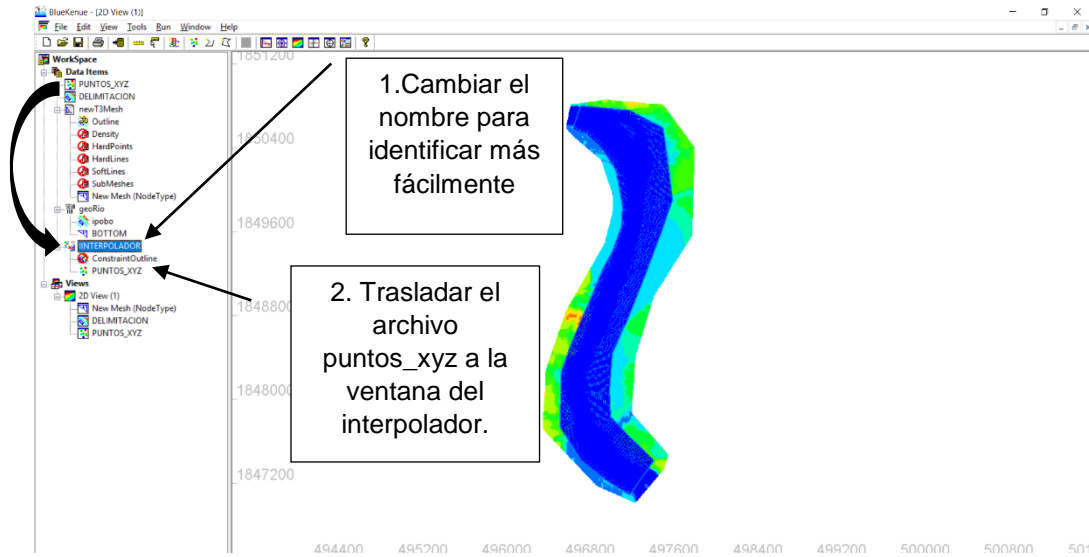 BlueKenue - [2D View (1)]
File Edit View Tools Run Window Help
WorkSpace
Data Items
PUNTOS_XYZ
DELIMITACION
newT3Mesh
Outline
Density
HardPoints
HardLines
SoftLines
SubMeshes
New Mesh (NodeType)
geoRio
ipobo
BOTTOM
IINTERPOLADOR
ConstraintOutline
PUNTOS_XYZ
Views
2D View (1)
New Mesh (NodeType)
DELIMITACION
PUNTOS_XYZ
1851200
1850400
1849600
1848800
1848000
1847200
1.Cambiar el
nombre para
identificar más
fácilmente
2. Trasladar el
archivo
puntos_xyz a la
ventana del
interpolador.
494400 495200 496000 496800 497600 498400 499200 500000 500800